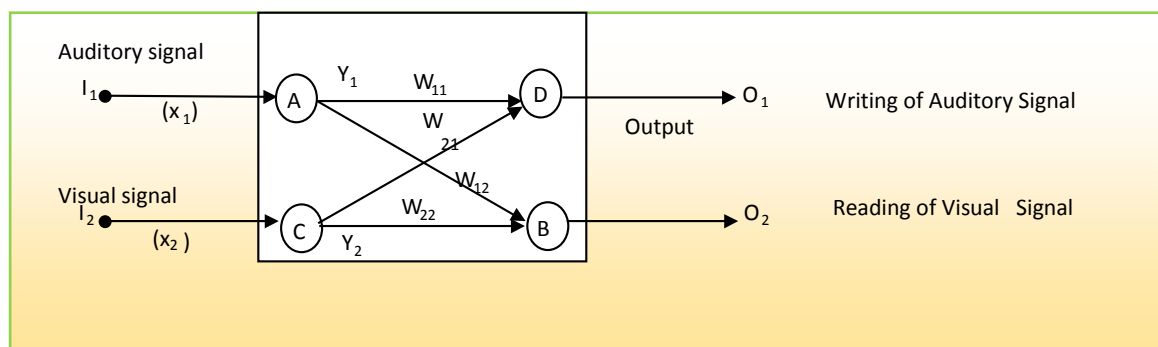 Auditory signal
I₁
(x₁)
A
Y₁
W₁₁
D
O₁
Writing of Auditory Signal
W
21
Output
W₁₂
Visual signal
I₂
(x₂)
C
W₂₂
Y₂
B
O₂
Reading of Visual Signal